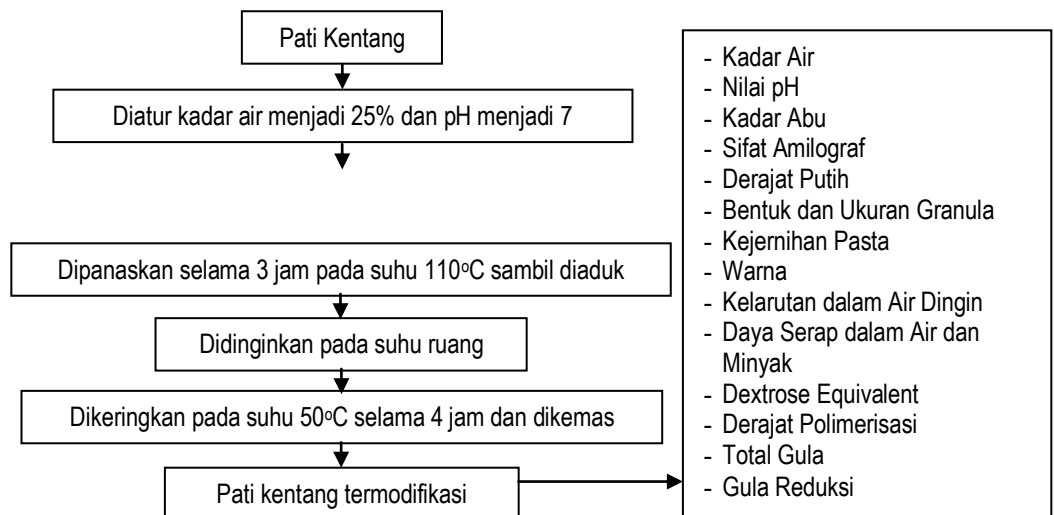 Pati Kentang
Diatur kadar air menjadi 25% dan pH menjadi 7
Dipanaskan selama 3 jam pada suhu 110oC sambil diaduk
Didinginkan pada suhu ruang
Dikeringkan pada suhu 50oC selama 4 jam dan dikemas
Pati kentang termodifikasi
- Kadar Air
- Nilai pH
- Kadar Abu
- Sifat Amilograf
- Derajat Putih
- Bentuk dan Ukuran Granula
- Kejernihan Pasta
- Warna
- Kelarutan dalam Air Dingin
- Daya Serap dalam Air dan
Minyak
- Dextrose Equivalent
- Derajat Polimerisasi
- Total Gula
- Gula Reduksi